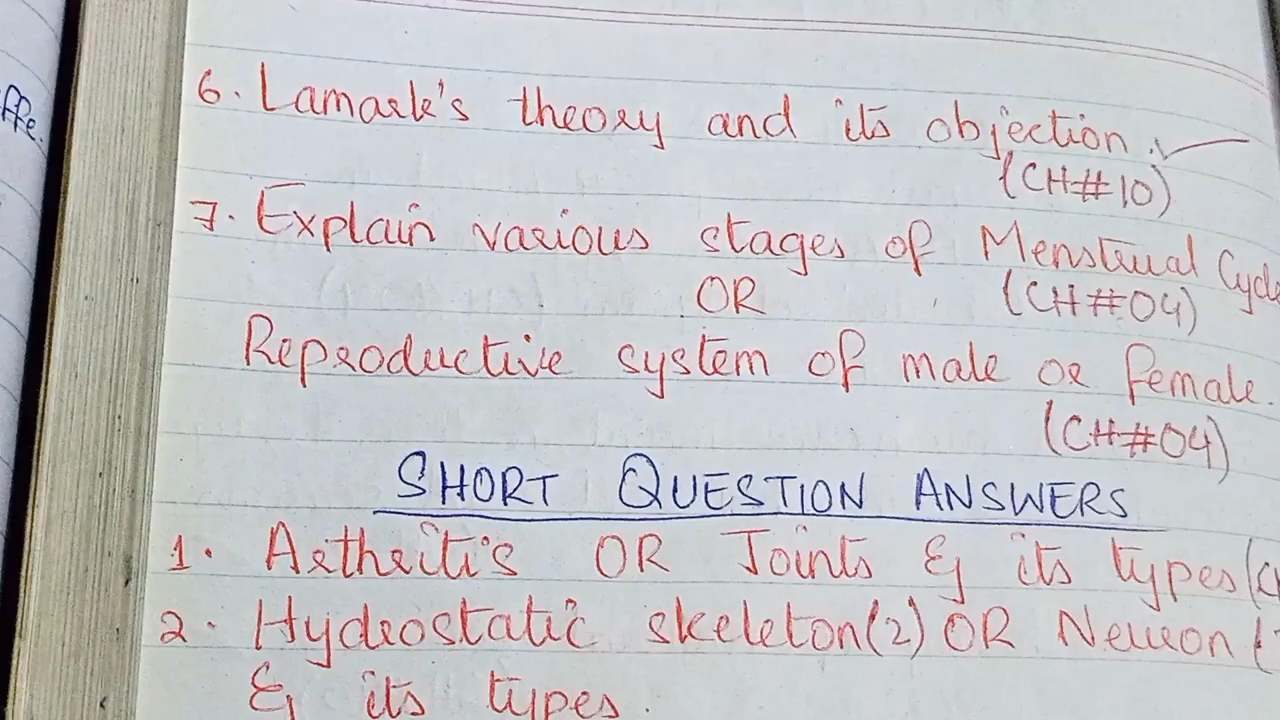 ffe.
6. Lamark's theory and its objection.
(CH#10)
7. Explain various stages of Menstrual Cycle
OR (CH#04)
Reproductive system of male or female.
(CH#04)
SHORT QUESTION ANSWERS
1. Arthritis OR Joints & its types (C
2. Hydrostatic skeleton(2) OR Neuron (
& its types.